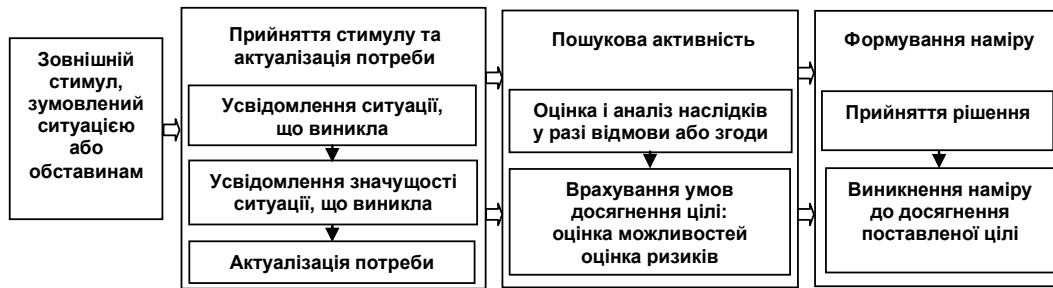 Зовнішній
стимул,
зумовлений
ситуацією
або
обставинам
Прийняття стимулу та
актуалізація потреби
Усвідомлення ситуації,
що виникла
Усвідомлення значущості
ситуації, що виникла
Актуалізація потреби
Пошукова активність
Оцінка і аналіз наслідків
у разі відмови або згоди
Врахування умов
досягнення цілі:
оцінка можливостей
оцінка ризиків
Формування наміру
Прийняття рішення
Виникнення наміру
до досягнення
поставленої цілі